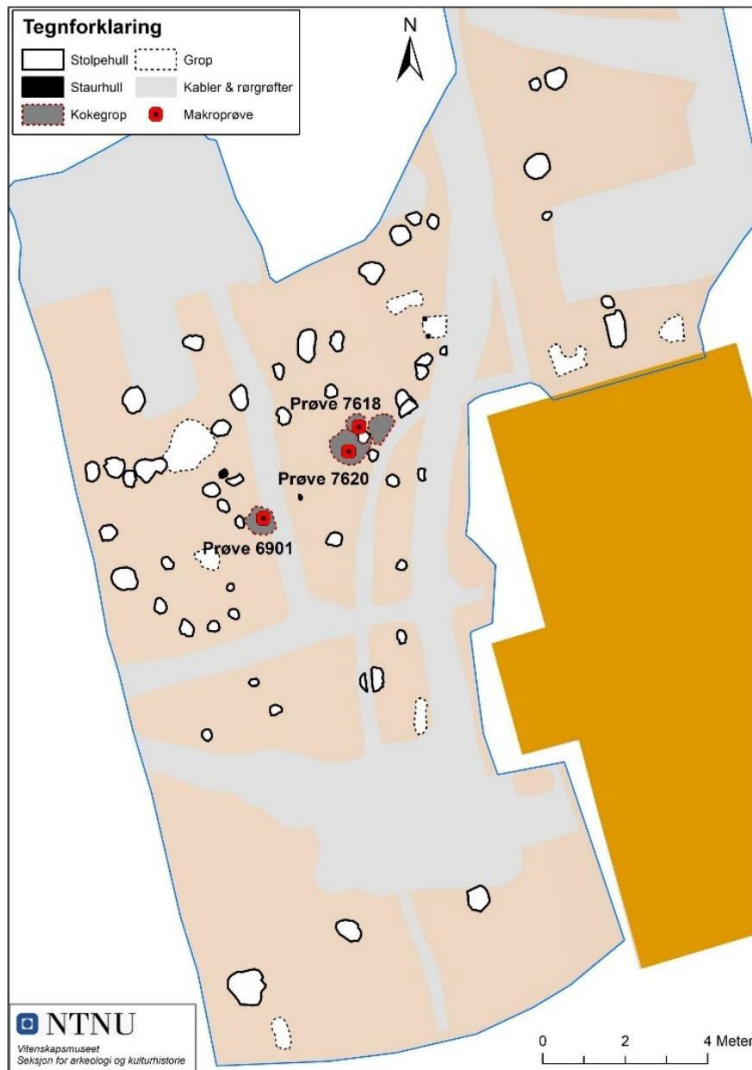 Tegnforklaring
Stolpehull
Grop
Staurhull
Kabler & rørgrøfter
Kokegrop
Makroprøve
N
Prøve 7618
Prøve 7620
Prøve 6901
NTNU
Vitenskapsmuseet
Seksjon for arkeologi og kulturhistorie
0 2 4 Meter